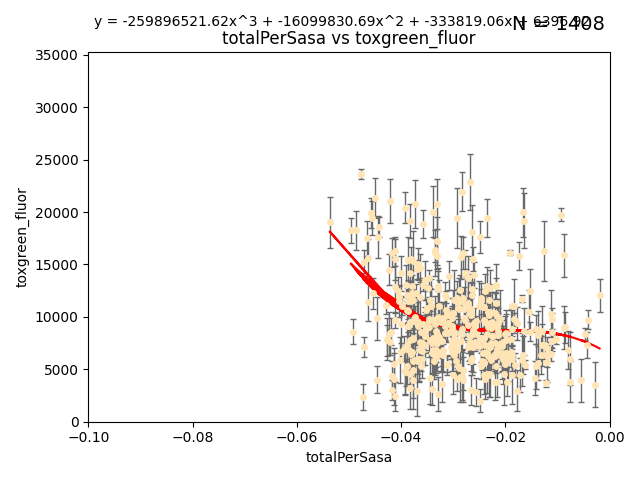 y = -259896521.62x^3 + -16099830.69x^2 + -333819.06x +
N = 1408
totalPerSasa vs toxgreen_fluor
35000
30000
25000
20000
15000
10000
5000
0
toxgreen_fluor
−0.10 −0.08 −0.06 −0.04 −0.02 0.00
totalPerSasa